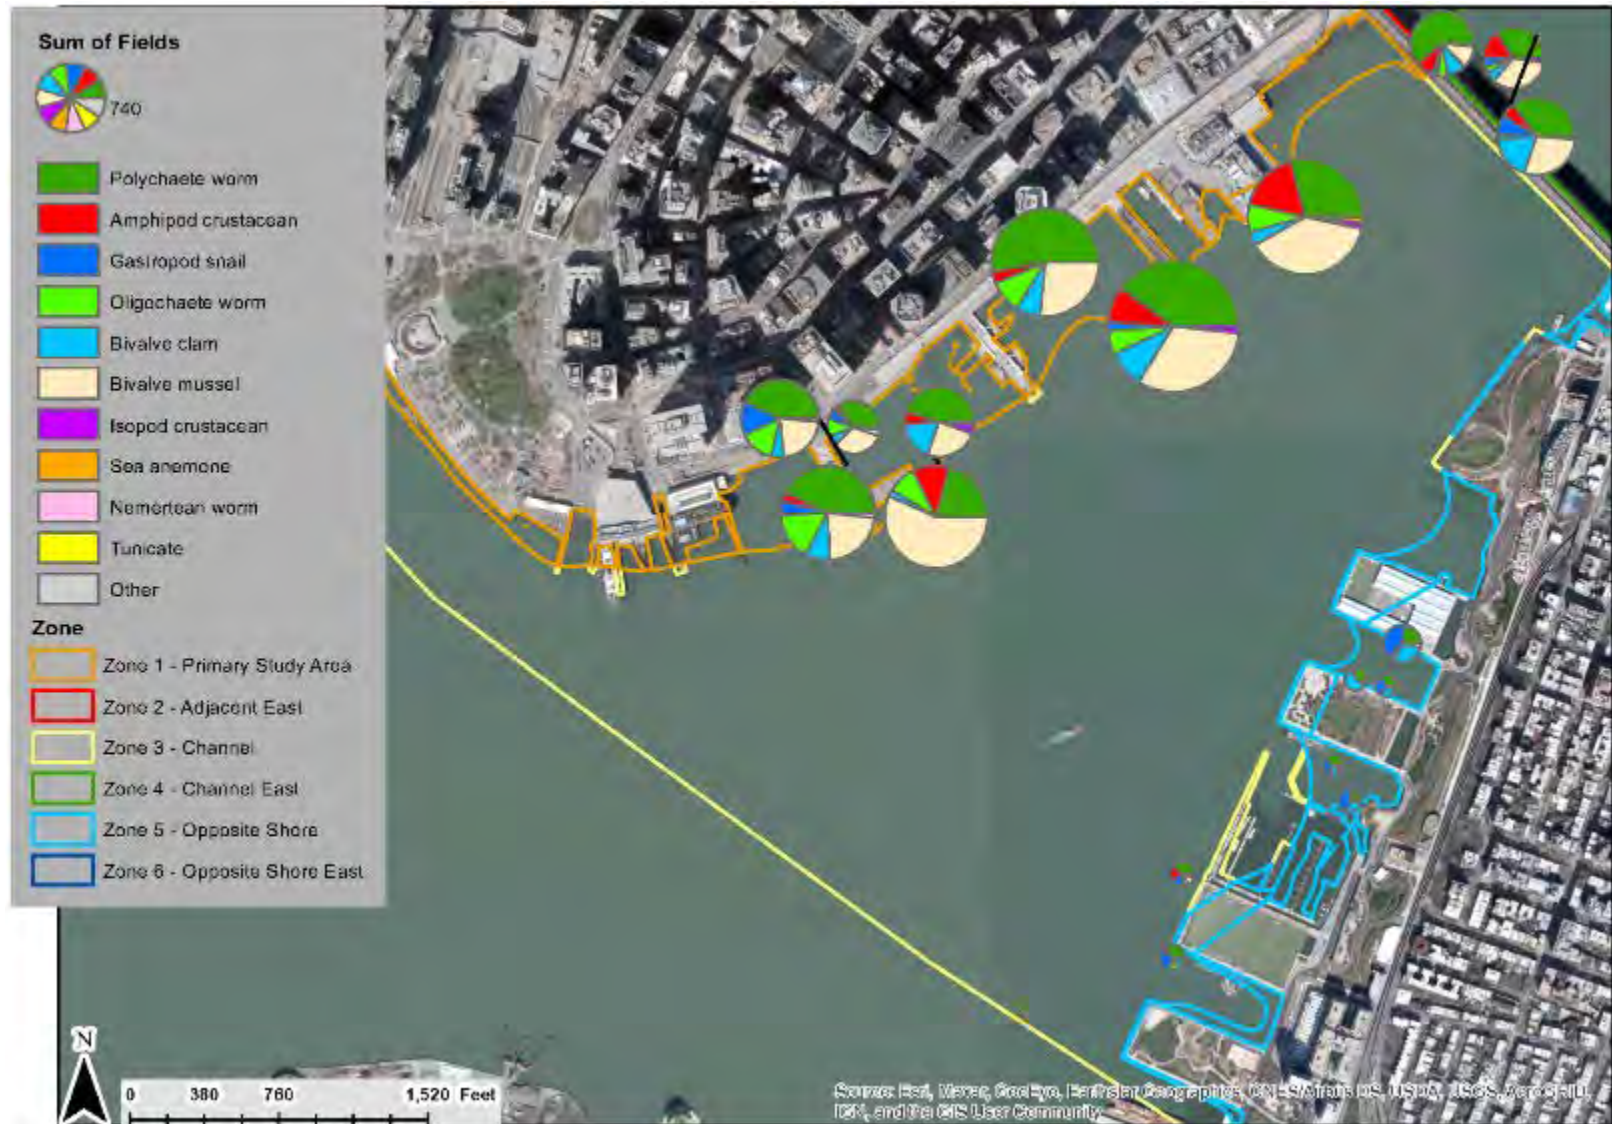 Sum of Fields
740
Polychaete worm
Amphipod crustacean
Gastropod snail
Oligochaete worm
Bivalve clam
Bivalve mussel
Isopod crustacean
Sea anemone
Nemertean worm
Tunicate
Other
Zone
Zone 1 - Primary Study Area
Zone 2 - Adjacent East
Zone 3 - Channel
Zone 4 - Channel East
Zone 5 - Opposite Shore
Zone 6 - Opposite Shore East
N
0 380 760 1,520 Feet
Source: Esri, Maxar, GeoEye, Earthstar Geographics, CNES/Airbus DS, USDA, USGS, AeroGRID,
IGN, and the GIS User Community